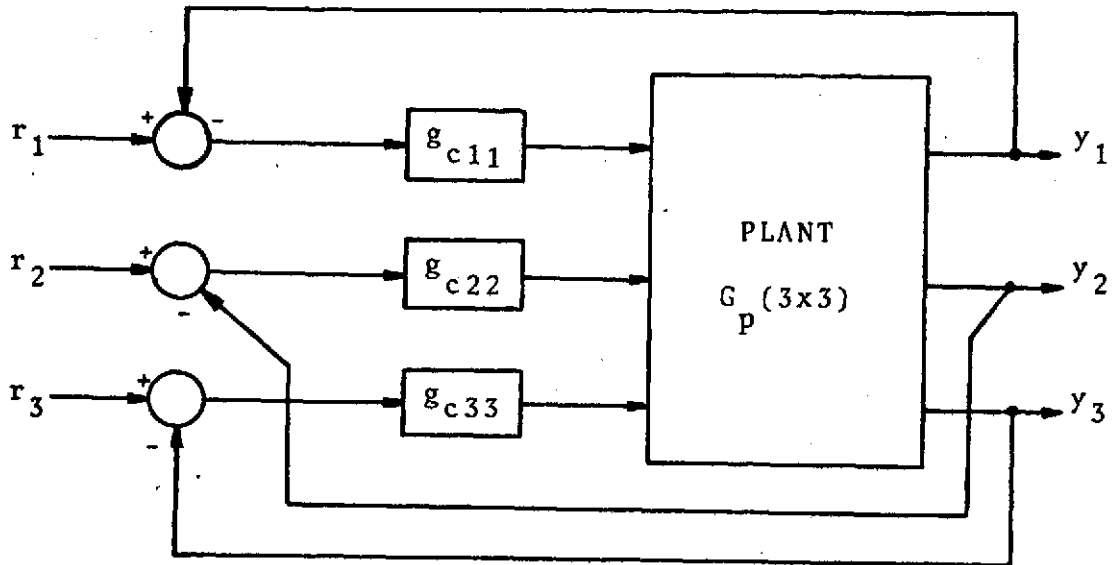 +
-
r1
gc11
y1
PLANT
Gp(3x3)
+
-
r2
gc22
y2
+
-
r3
gc33
y3